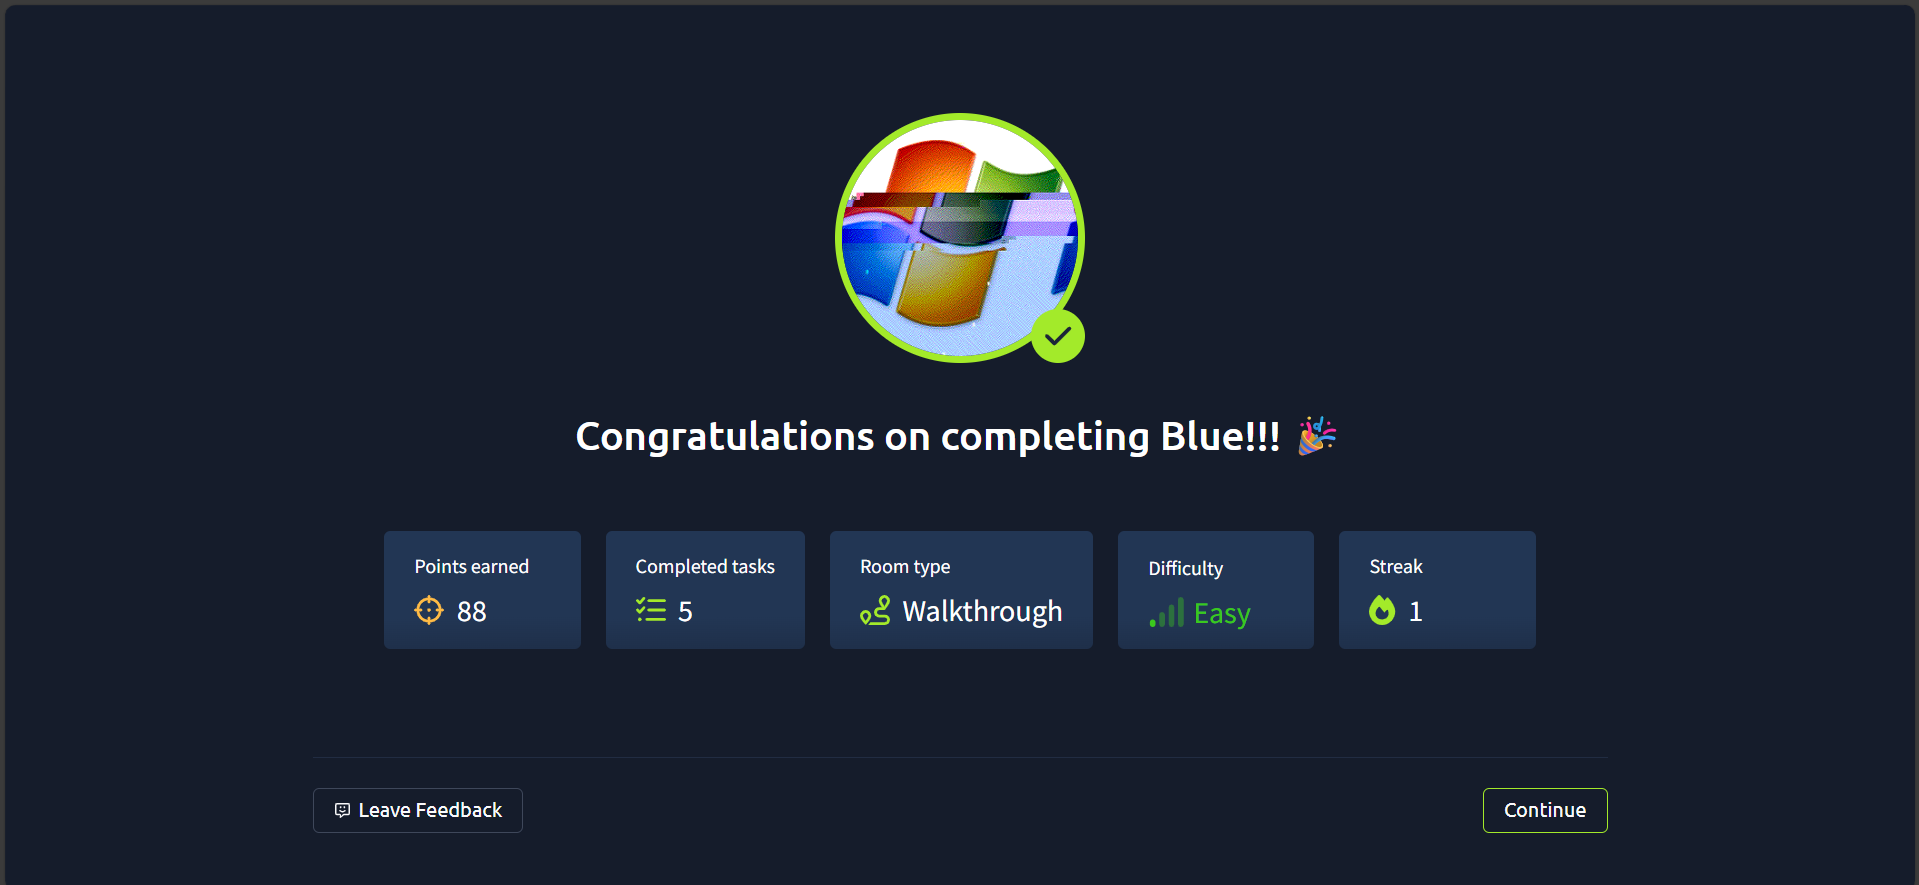 Congratulations on completing Blue!!! 🎉
Points earned
88
Completed tasks
5
Room type
Walkthrough
Difficulty
Easy
Streak
1
Leave Feedback
Continue